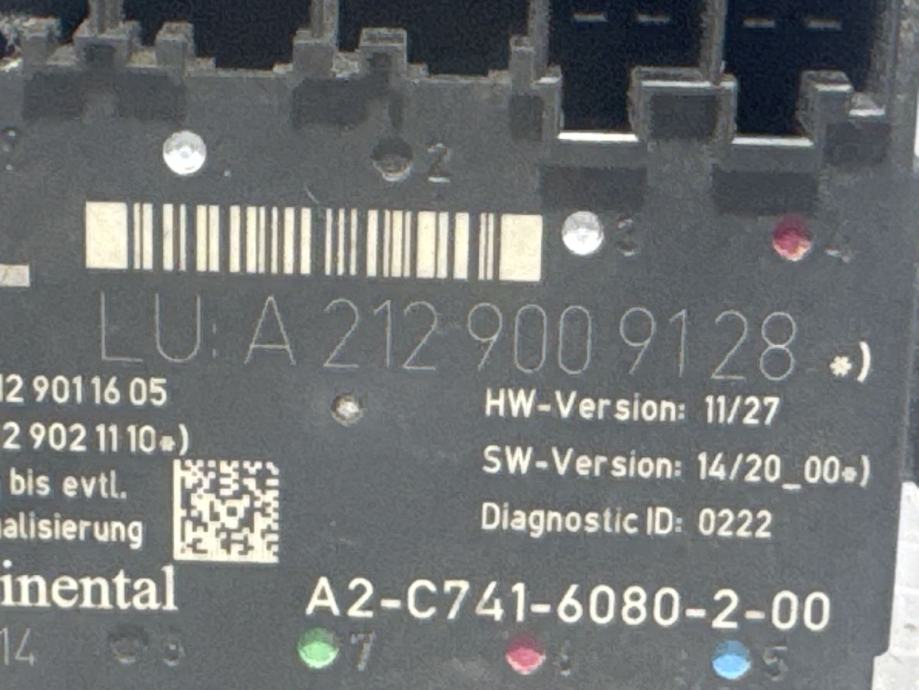 2
3 4
LU: A 212 900 9128 *)
12 901 16 05
HW-Version: 11/27
2 902 11 10*)
SW-Version: 14/20_00*)
bis evtl.
Diagnostic ID: 0222
alisierung
inental
A2-C741-6080-2-00
14 8 7 6 5